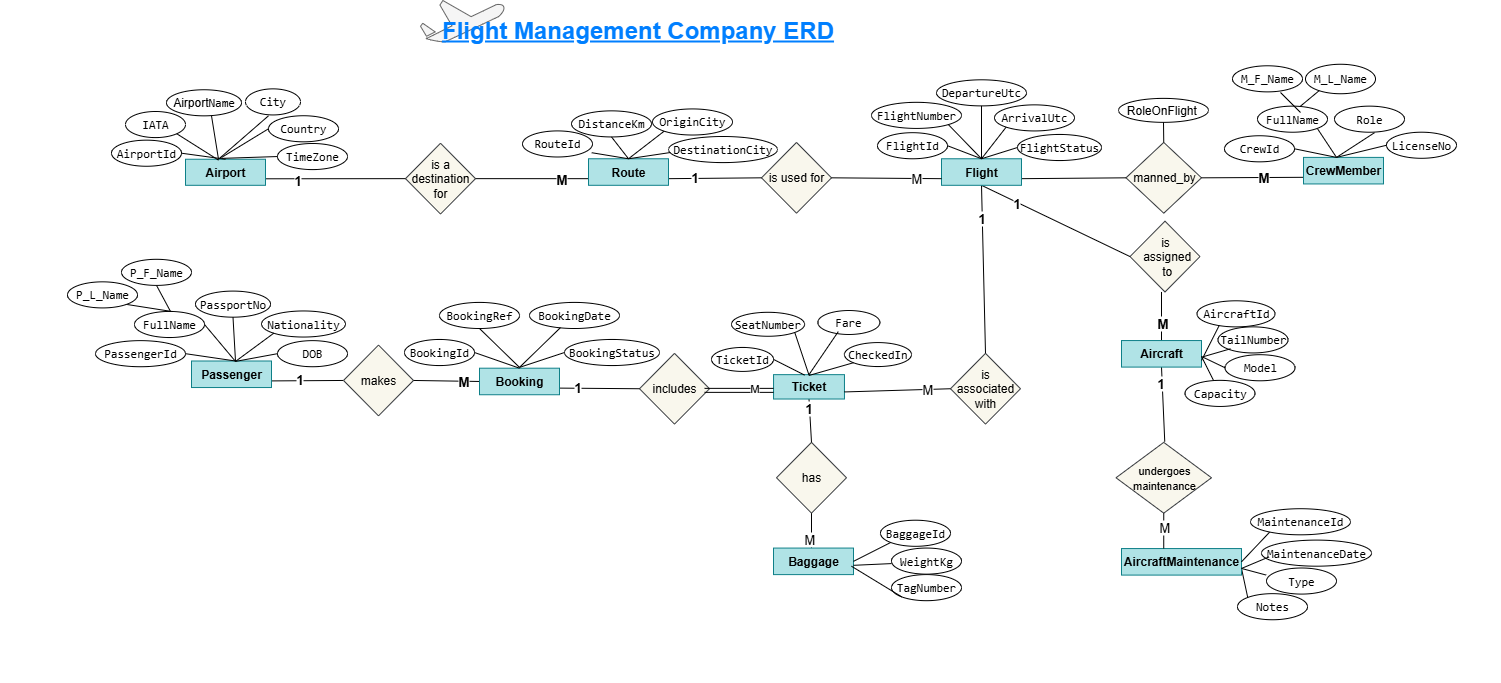 Flight Management Company ERD
AirportName
City
IATA
Country
AirportId
TimeZone
Airport
1
is a
destination
for
M
DistanceKm
OriginCity
RouteId
DestinationCity
Route
1
is used for
M
DepartureUtc
FlightNumber
ArrivalUtc
FlightId
FlightStatus
Flight
1
1
RoleOnFlight
manned_by
M
M_F_Name
M_L_Name
FullName
Role
CrewId
LicenseNo
CrewMember
is
assigned
to
M
P_F_Name
P_L_Name
PassportNo
FullName
Nationality
PassengerId
DOB
Passenger
1
makes
M
BookingRef
BookingDate
BookingId
BookingStatus
Booking
1
includes
M
SeatNumber
Fare
TicketId
CheckedIn
Ticket
1
M
is
associated
with
AircraftId
TailNumber
Model
Capacity
Aircraft
1
has
M
undergoes
maintenance
M
BaggageId
WeightKg
TagNumber
Baggage
MaintenanceId
MaintenanceDate
Type
Notes
AircraftMaintenance